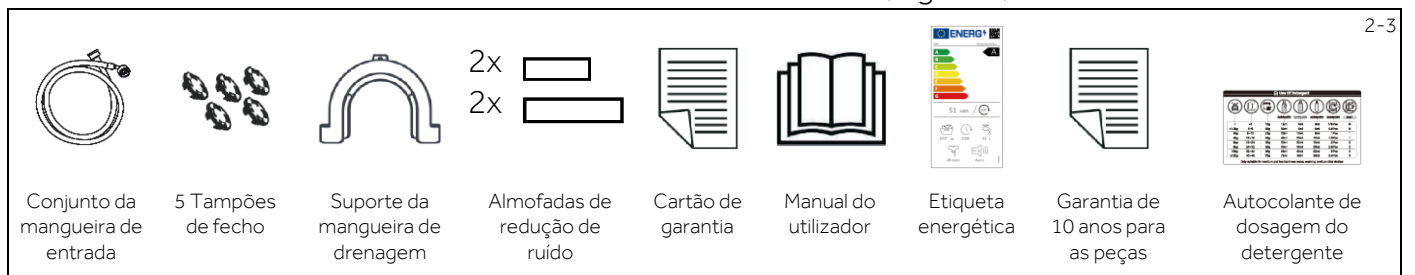 2-3
2x
2x
ENERG
A
51
Conjunto da mangueira de entrada
5 Tampões de fecho
Suporte da mangueira de drenagem
Almofadas de redução de ruído
Cartão de garantia
Manual do utilizador
Etiqueta energética
Garantia de 10 anos para as peças
Autocolante de dosagem do detergente